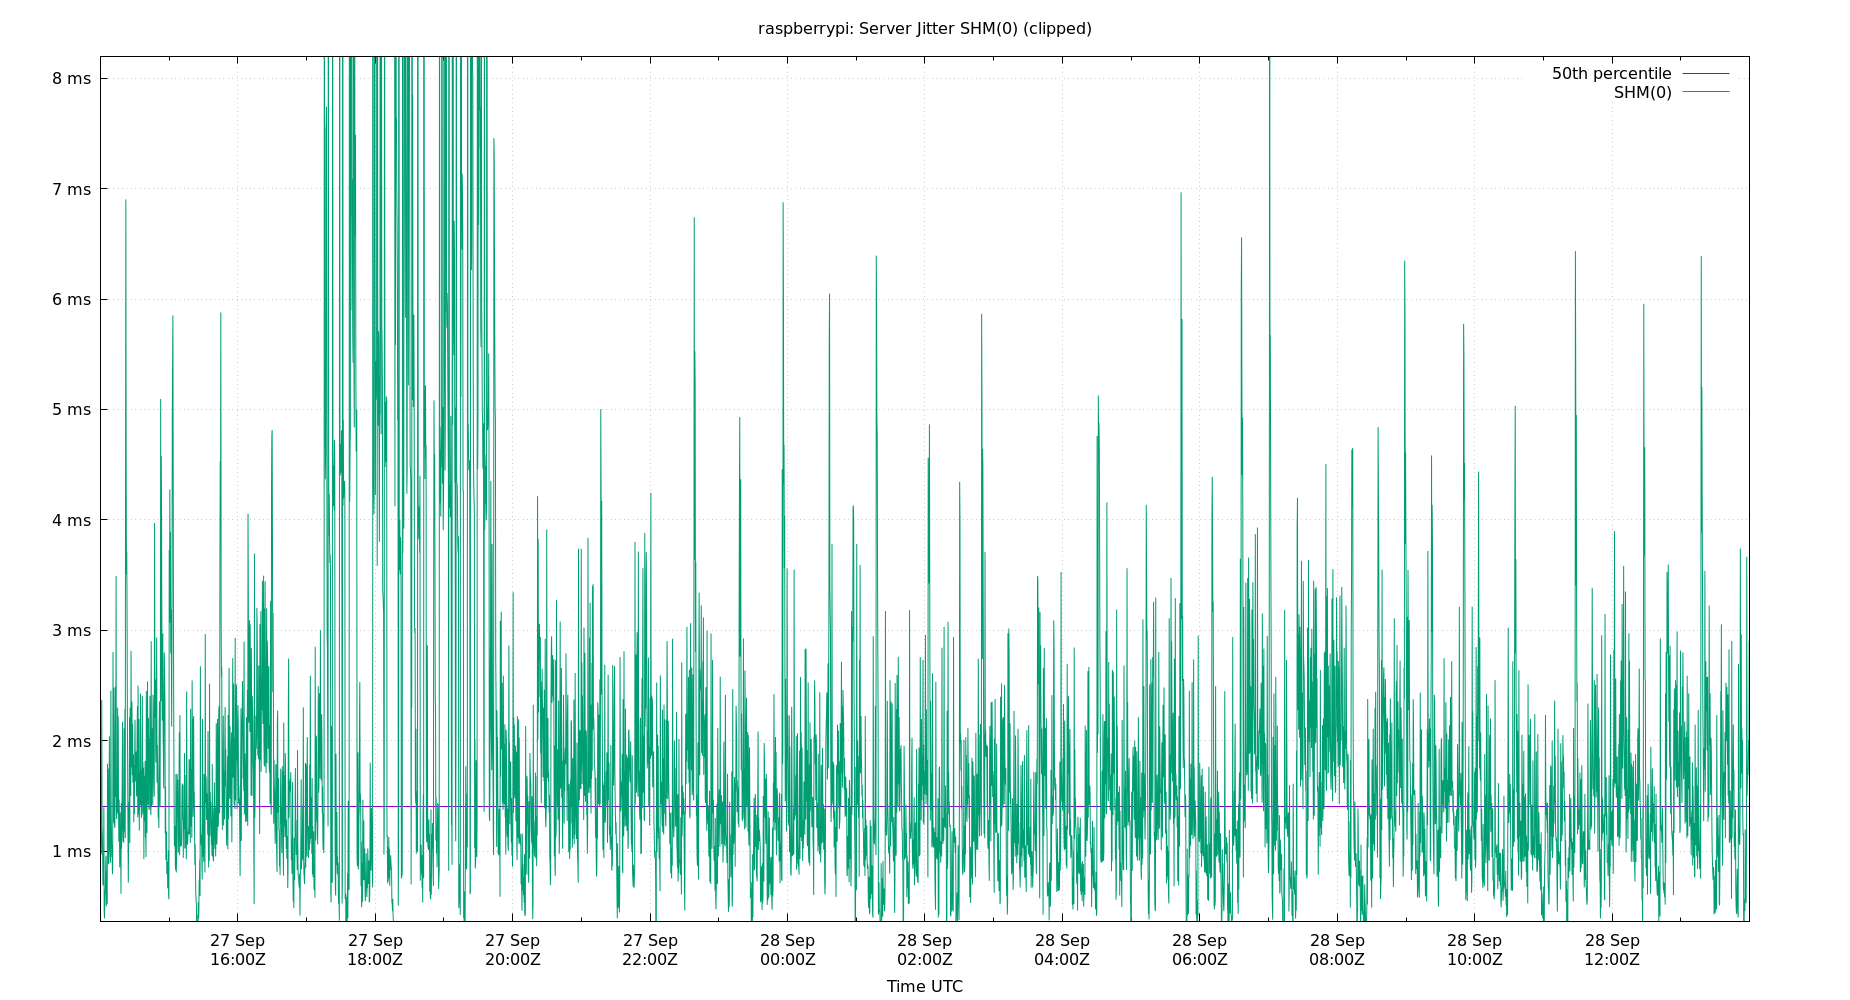 raspberrypi: Server Jitter SHM(0) (clipped)
50th percentile
SHM(0)
8 ms
7 ms
6 ms
5 ms
4 ms
3 ms
2 ms
1 ms
27 Sep 27 Sep 27 Sep 27 Sep 28 Sep 28 Sep 28 Sep 28 Sep 28 Sep 28 Sep 28 Sep
16:00Z 18:00Z 20:00Z 22:00Z 00:00Z 02:00Z 04:00Z 06:00Z 08:00Z 10:00Z 12:00Z
Time UTC